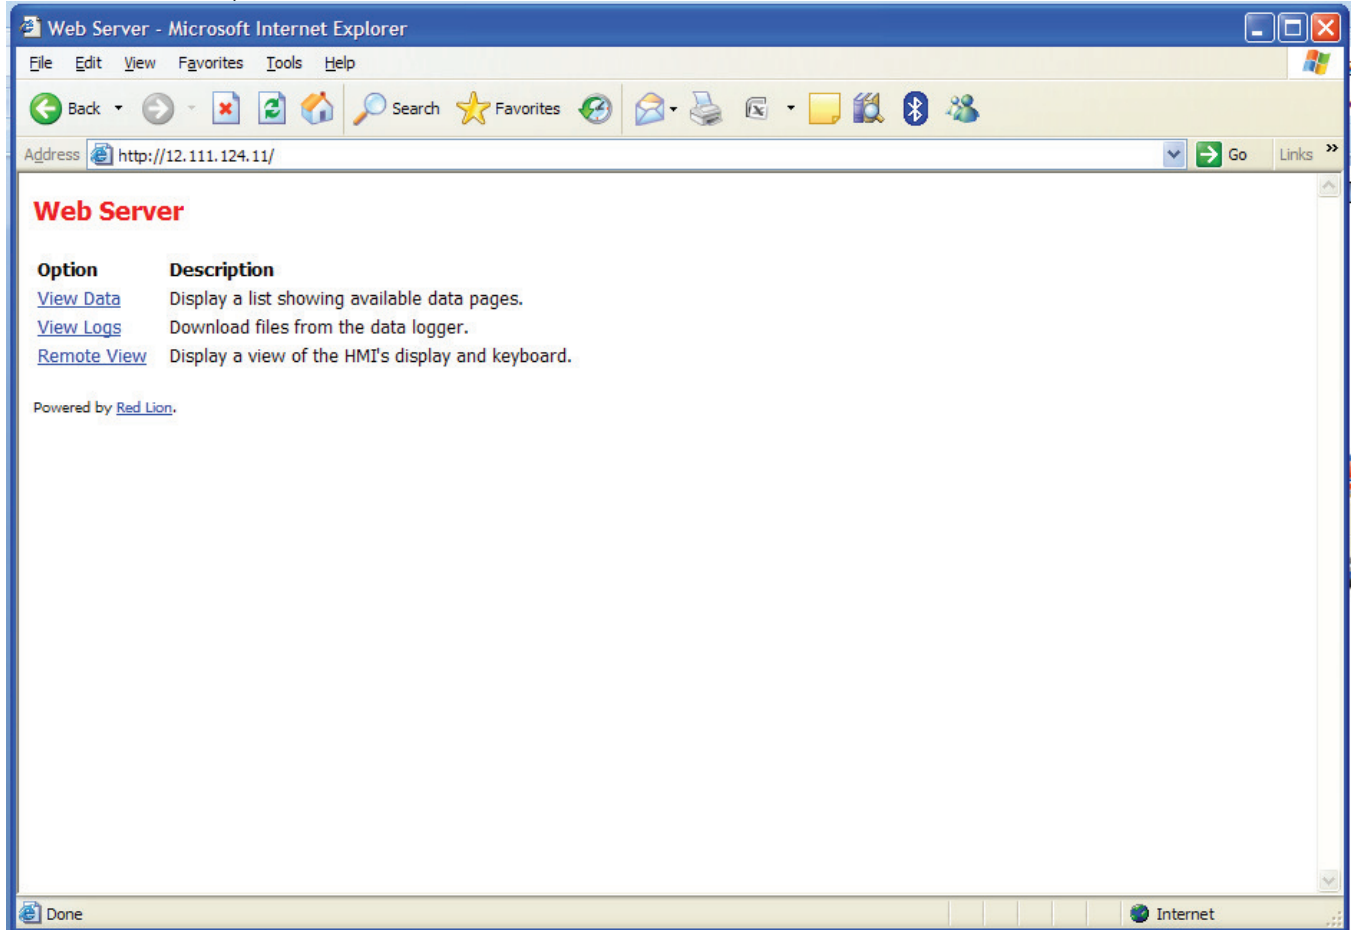 Web Server - Microsoft Internet Explorer
File Edit View Favorites Tools Help
Back Search Favorites
Address http://12.111.124.11/ Go Links »
Web Server
Option Description
View Data Display a list showing available data pages.
View Logs Download files from the data logger.
Remote View Display a view of the HMI's display and keyboard.
Powered by Red Lion.
Done Internet